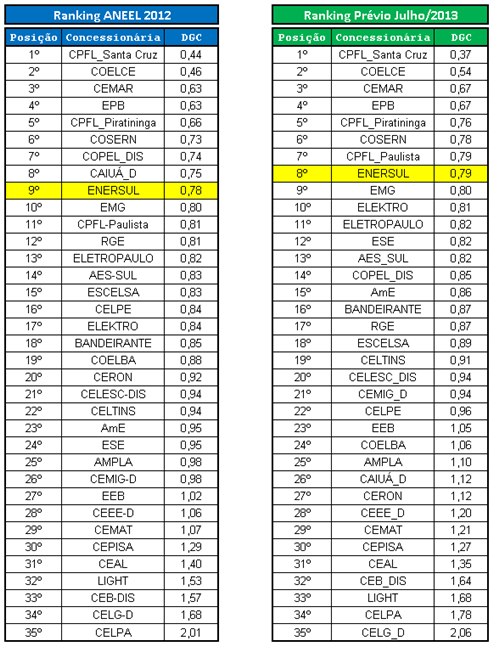 Ranking ANEEL 2012
Posição Concessionária DGC
1º CPFL_Santa Cruz 0,44
2º COELCE 0,46
3º CEMAR 0,63
4º EPB 0,63
5º CPFL_Piratininga 0,66
6º COSERN 0,73
7º COPEL_DIS 0,74
8º CAIUÁ_D 0,75
9º ENERSUL 0,78
10º EMG 0,80
11º CPFL-Paulista 0,81
12º RGE 0,81
13º ELETROPAULO 0,82
14º AES-SUL 0,83
15º ESCELSA 0,83
16º CELPE 0,84
17º ELEKTRO 0,84
18º BANDEIRANTE 0,85
19º COELBA 0,88
20º CERON 0,92
21º CELESC-DIS 0,94
22º CELTINS 0,94
23º AmE 0,95
24º ESE 0,95
25º AMPLA 0,98
26º CEMIG-D 0,98
27º EEB 1,02
28º CEEE-D 1,06
29º CEMAT 1,07
30º CEPISA 1,29
31º CEAL 1,40
32º LIGHT 1,53
33º CEB-DIS 1,57
34º CELG-D 1,68
35º CELPA 2,01
Ranking Prévio Julho/2013
Posição Concessionária DGC
1º CPFL_Santa Cruz 0,37
2º COELCE 0,54
3º CEMAR 0,67
4º EPB 0,67
5º CPFL_Piratininga 0,76
6º COSERN 0,78
7º CPFL_Paulista 0,79
8º ENERSUL 0,79
9º EMG 0,80
10º ELEKTRO 0,81
11º ELETROPAULO 0,82
12º ESE 0,82
13º AES_SUL 0,82
14º COPEL_DIS 0,85
15º AmE 0,86
16º BANDEIRANTE 0,87
17º RGE 0,87
18º ESCELSA 0,89
19º CELTINS 0,91
20º CELESC_DIS 0,94
21º CEMIG_D 0,94
22º CELPE 0,96
23º EEB 1,05
24º COELBA 1,06
25º AMPLA 1,10
26º CAIUÁ_D 1,12
27º CERON 1,12
28º CEEE_D 1,20
29º CEMAT 1,21
30º CEPISA 1,27
31º CEAL 1,35
32º CEB_DIS 1,64
33º LIGHT 1,68
34º CELPA 1,78
35º CELG_D 2,06